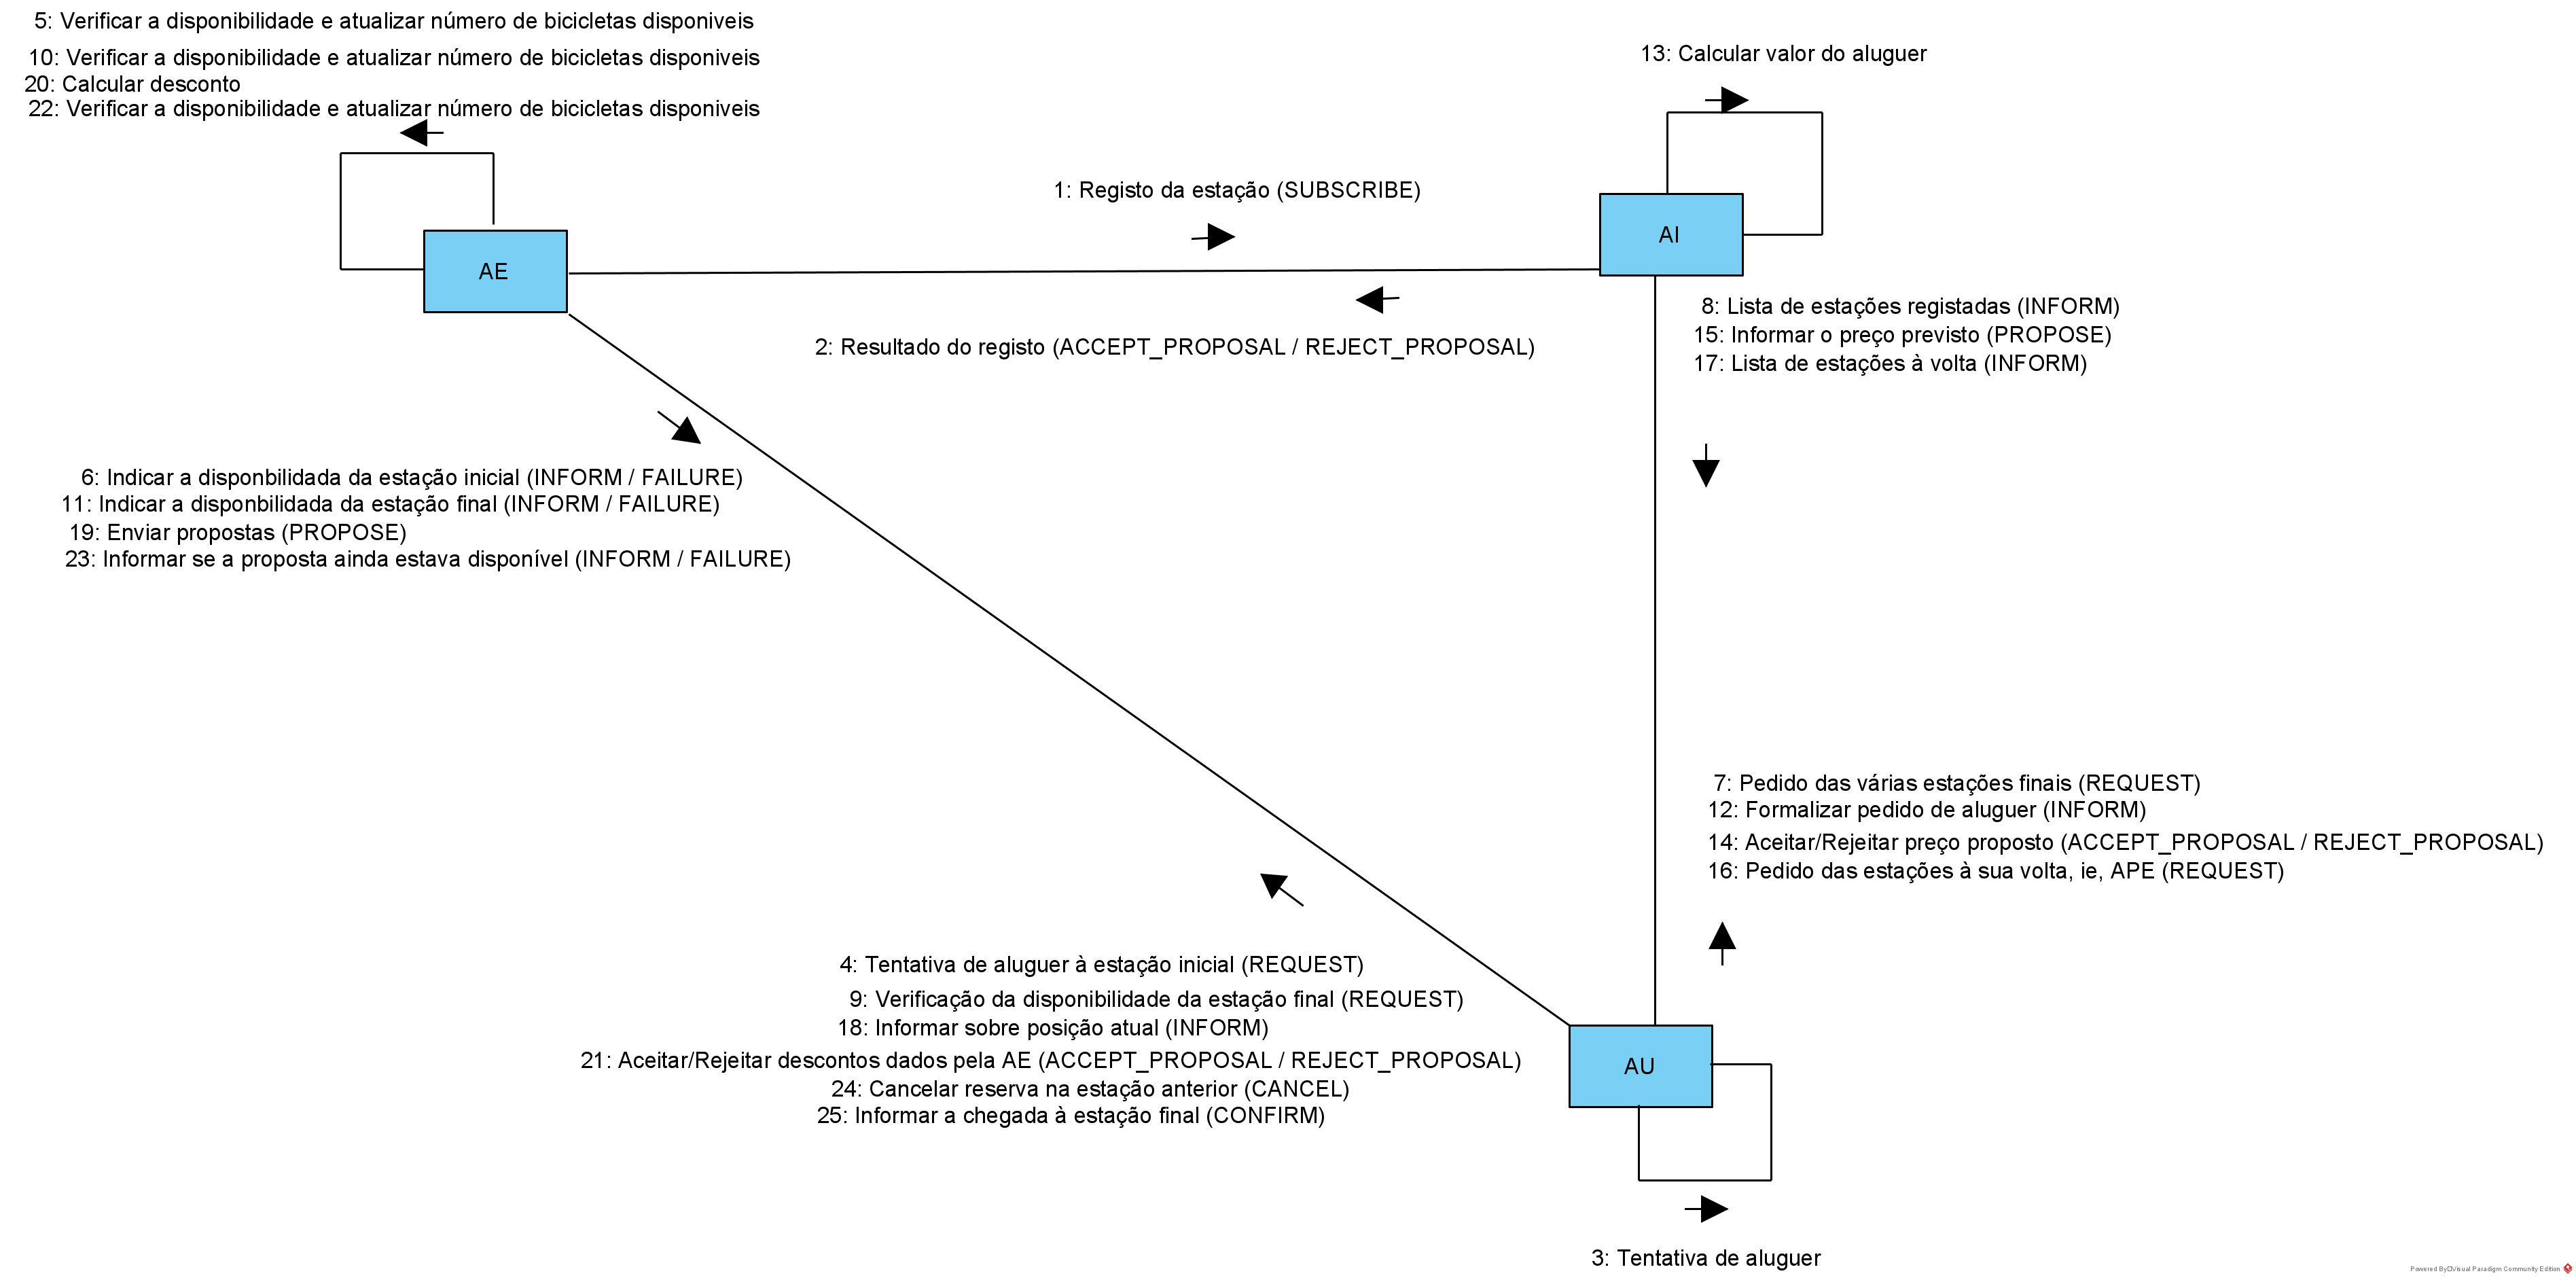 5: Verificar a disponibilidade e atualizar número de bicicletas disponiveis
10: Verificar a disponibilidade e atualizar número de bicicletas disponiveis
20: Calcular desconto
22: Verificar a disponibilidade e atualizar número de bicicletas disponiveis
13: Calcular valor do aluguer
1: Registo da estação (SUBSCRIBE)
AI
AE
8: Lista de estações registadas (INFORM)
15: Informar o preço previsto (PROPOSE)
17: Lista de estações à volta (INFORM)
2: Resultado do registo (ACCEPT_PROPOSAL / REJECT_PROPOSAL)
6: Indicar a disponbilidada da estação inicial (INFORM / FAILURE)
11: Indicar a disponbilidada da estação final (INFORM / FAILURE)
19: Enviar propostas (PROPOSE)
23: Informar se a proposta ainda estava disponível (INFORM / FAILURE)
7: Pedido das várias estações finais (REQUEST)
12: Formalizar pedido de aluguer (INFORM)
14: Aceitar/Rejeitar preço proposto (ACCEPT_PROPOSAL / REJECT_PROPOSAL)
16: Pedido das estações à sua volta, ie, APE (REQUEST)
4: Tentativa de aluguer à estação inicial (REQUEST)
9: Verificação da disponibilidade da estação final (REQUEST)
18: Informar sobre posição atual (INFORM)
21: Aceitar/Rejeitar descontos dados pela AE (ACCEPT_PROPOSAL / REJECT_PROPOSAL)
24: Cancelar reserva na estação anterior (CANCEL)
25: Informar a chegada à estação final (CONFIRM)
AU
3: Tentativa de aluguer
Powered By Visual Paradigm Community Edition